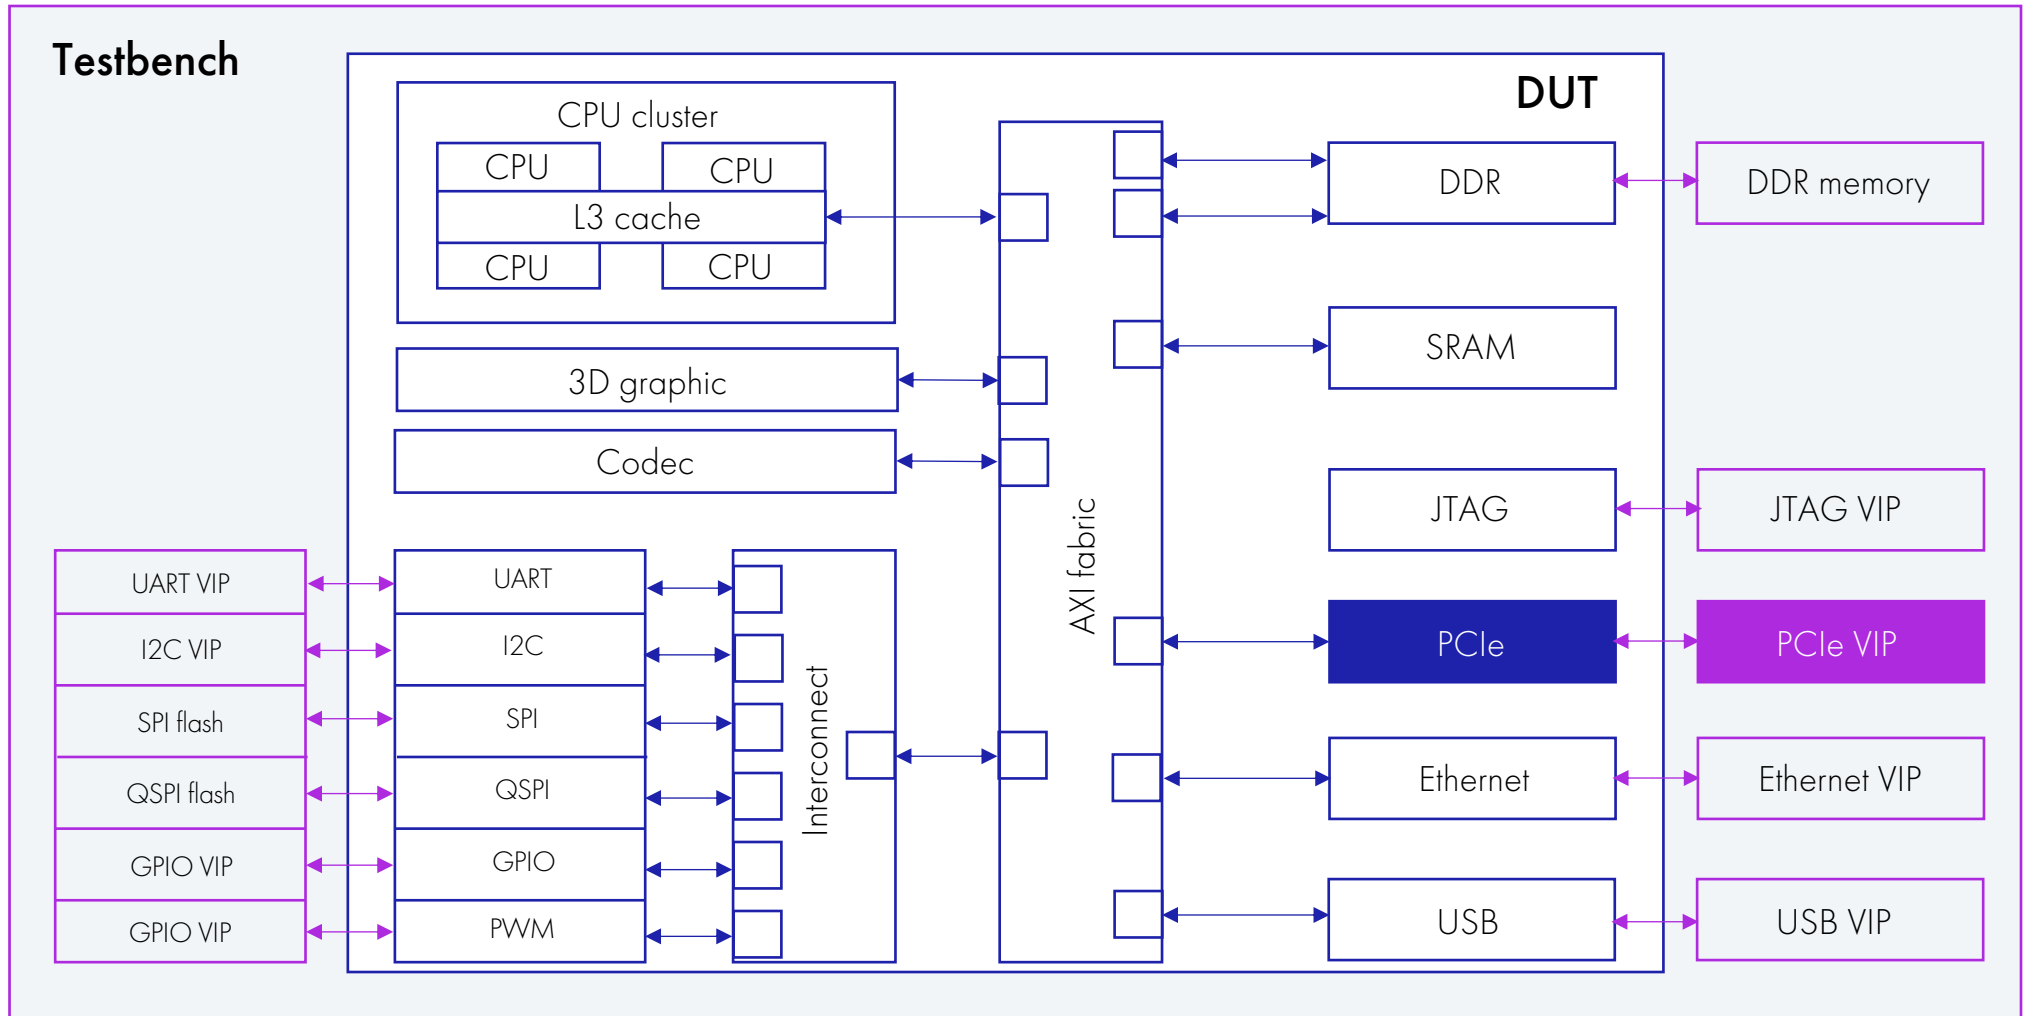 Testbench
DUT
CPU cluster
CPU
CPU
L3 cache
CPU
CPU
3D graphic
Codec
UART VIP
I2C VIP
SPI flash
QSPI flash
GPIO VIP
GPIO VIP
UART
I2C
SPI
QSPI
GPIO
PWM
Interconnect
AXI fabric
DDR
DDR memory
SRAM
JTAG
JTAG VIP
PCIe
PCIe VIP
Ethernet
Ethernet VIP
USB
USB VIP